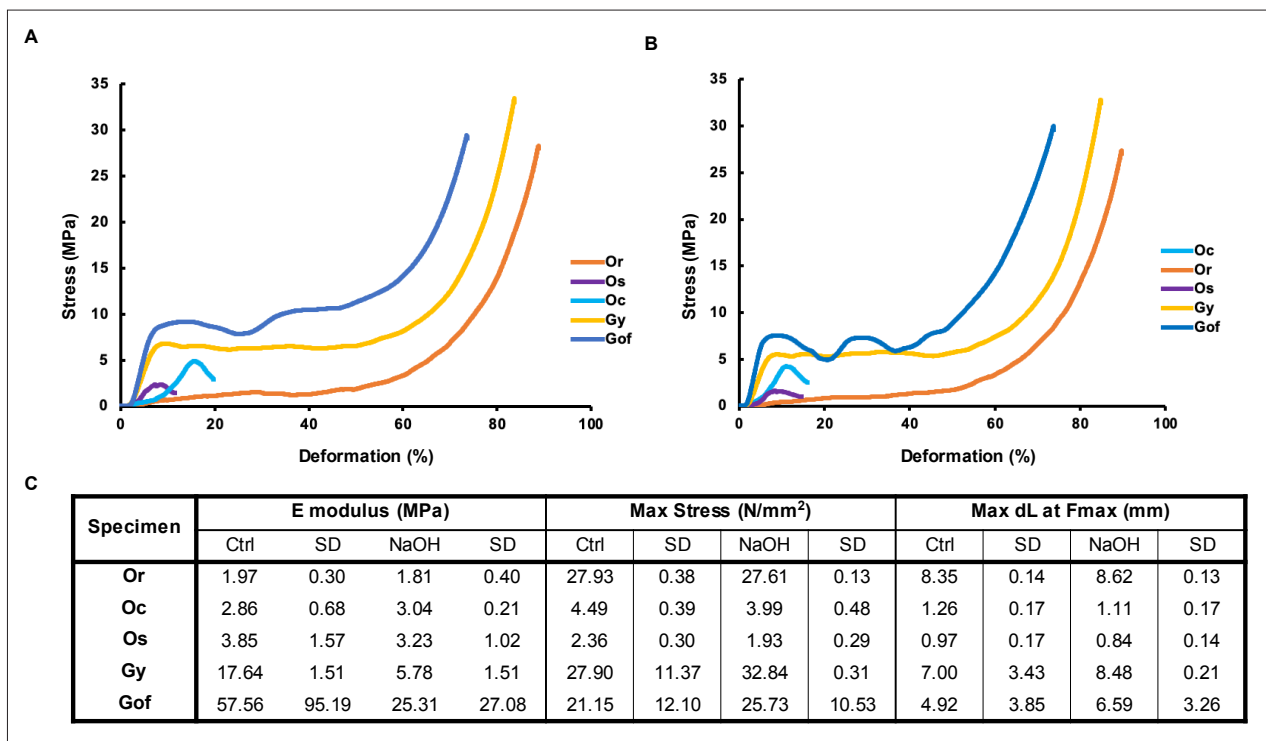 A
B
35
30
25
20
15
10
5
0
Stress (MPa)
0 20 40 60 80 100
Deformation (%)
Or
Os
Oc
Gy
Gof
35
30
25
20
15
10
5
0
Stress (MPa)
0 20 40 60 80 100
Deformation (%)
Oc
Or
Os
Gy
Gof
C
Specimen E modulus (MPa) Max Stress (N/mm²) Max dL at Fmax (mm)
Ctrl SD NaOH SD Ctrl SD NaOH SD Ctrl SD NaOH SD
Or 1.97 0.30 1.81 0.40 27.93 0.38 27.61 0.13 8.35 0.14 8.62 0.13
Oc 2.86 0.68 3.04 0.21 4.49 0.39 3.99 0.48 1.26 0.17 1.11 0.17
Os 3.85 1.57 3.23 1.02 2.36 0.30 1.93 0.29 0.97 0.17 0.84 0.14
Gy 17.64 1.51 5.78 1.51 27.90 11.37 32.84 0.31 7.00 3.43 8.48 0.21
Gof 57.56 95.19 25.31 27.08 21.15 12.10 25.73 10.53 4.92 3.85 6.59 3.26